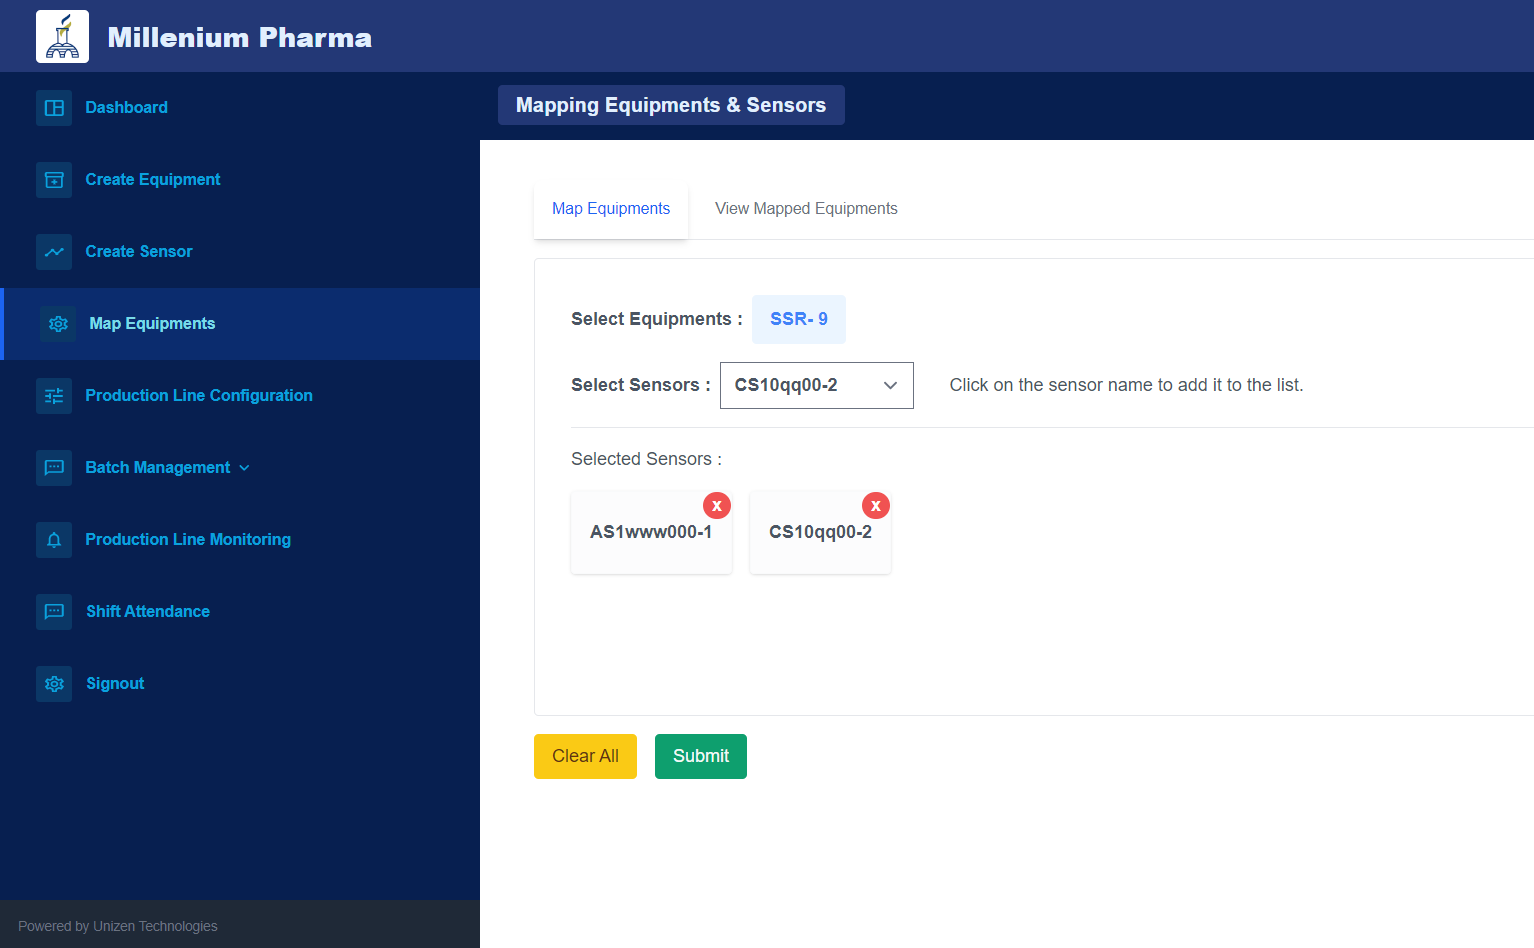 Millenium Pharma
Dashboard
Create Equipment
Create Sensor
Map Equipments
Production Line Configuration
Batch Management
Production Line Monitoring
Shift Attendance
Signout
Powered by Unizen Technologies
Mapping Equipments & Sensors
Map Equipments View Mapped Equipments
Select Equipments : SSR- 9
Select Sensors : CS10qq00-2 Click on the sensor name to add it to the list.
Selected Sensors :
x x
AS1www000-1 CS10qq00-2
Clear All Submit